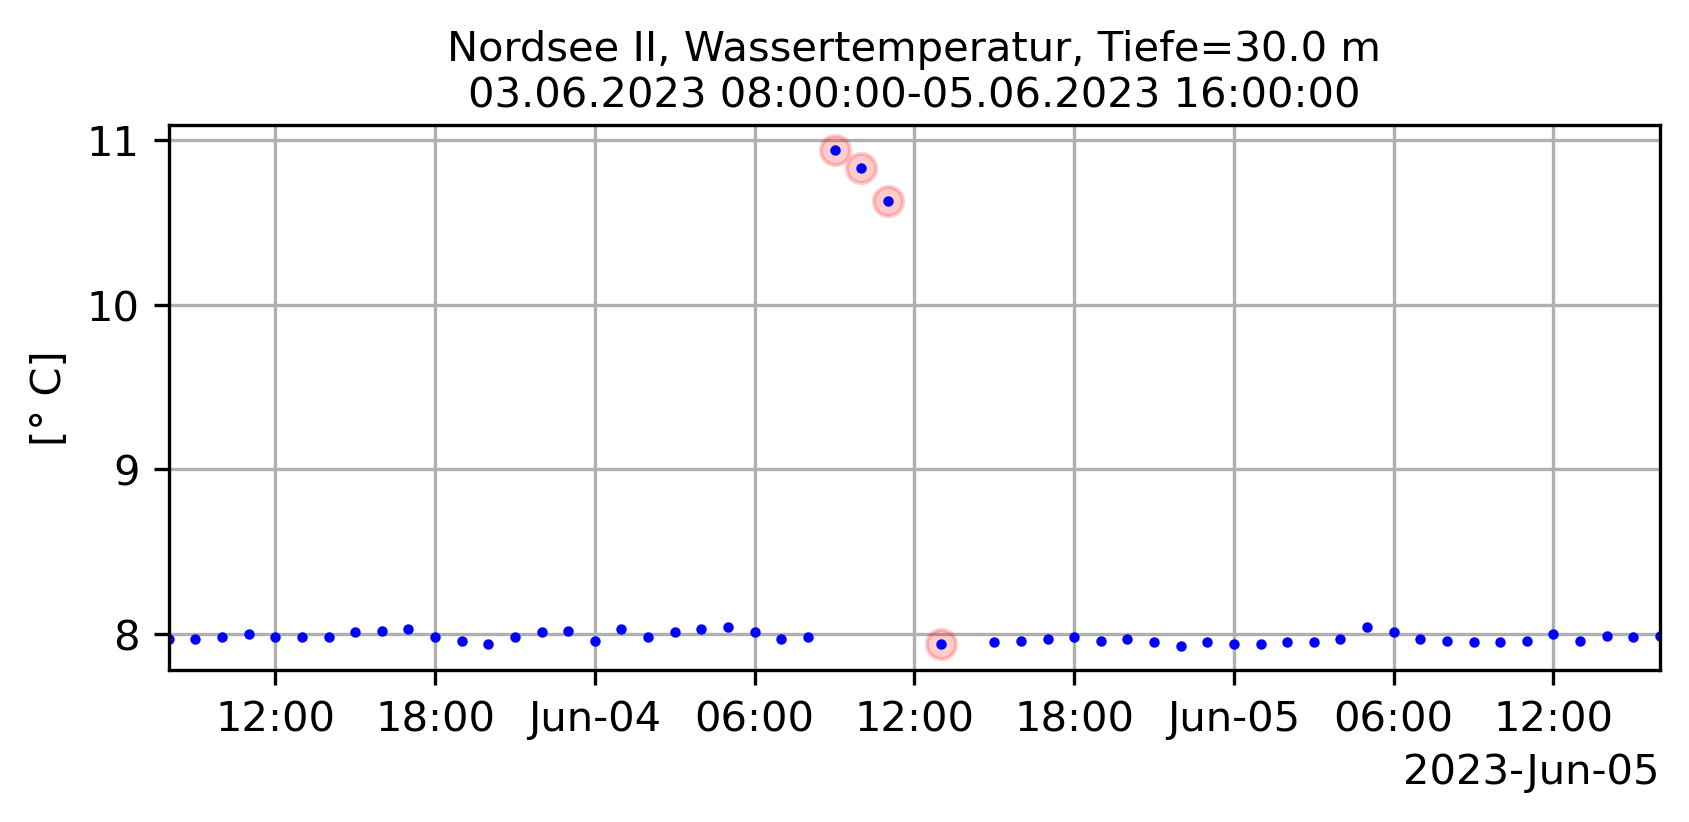 Nordsee II, Wassertemperatur, Tiefe=30.0 m
03.06.2023 08:00:00-05.06.2023 16:00:00
11
10
9
8
[° C]
12:00 18:00 Jun-04 06:00 12:00 18:00 Jun-05 06:00 12:00
2023-Jun-05